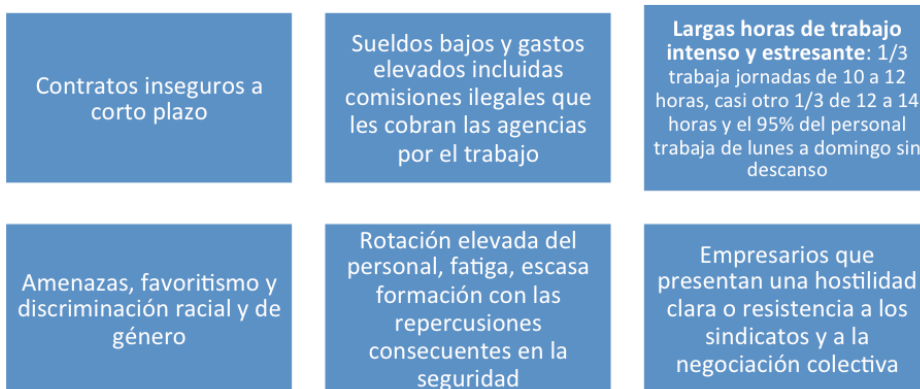 Contratos inseguros a
corto plazo
Sueldos bajos y gastos
elevados incluidas
comisiones ilegales que
les cobran las agencias
por el trabajo
Largas horas de trabajo
intenso y estresante: 1/3
trabaja jornadas de 10 a 12
horas, casi otro 1/3 de 12 a 14
horas y el 95% del personal
trabaja de lunes a domingo sin
descanso
Amenazas, favoritismo y
discriminación racial y de
género
Rotación elevada del
personal, fatiga, escasa
formación con las
repercusiones
consecuentes en la
seguridad
Empresarios que
presentan una hostilidad
clara o resistencia a los
sindicatos y a la
negociación colectiva